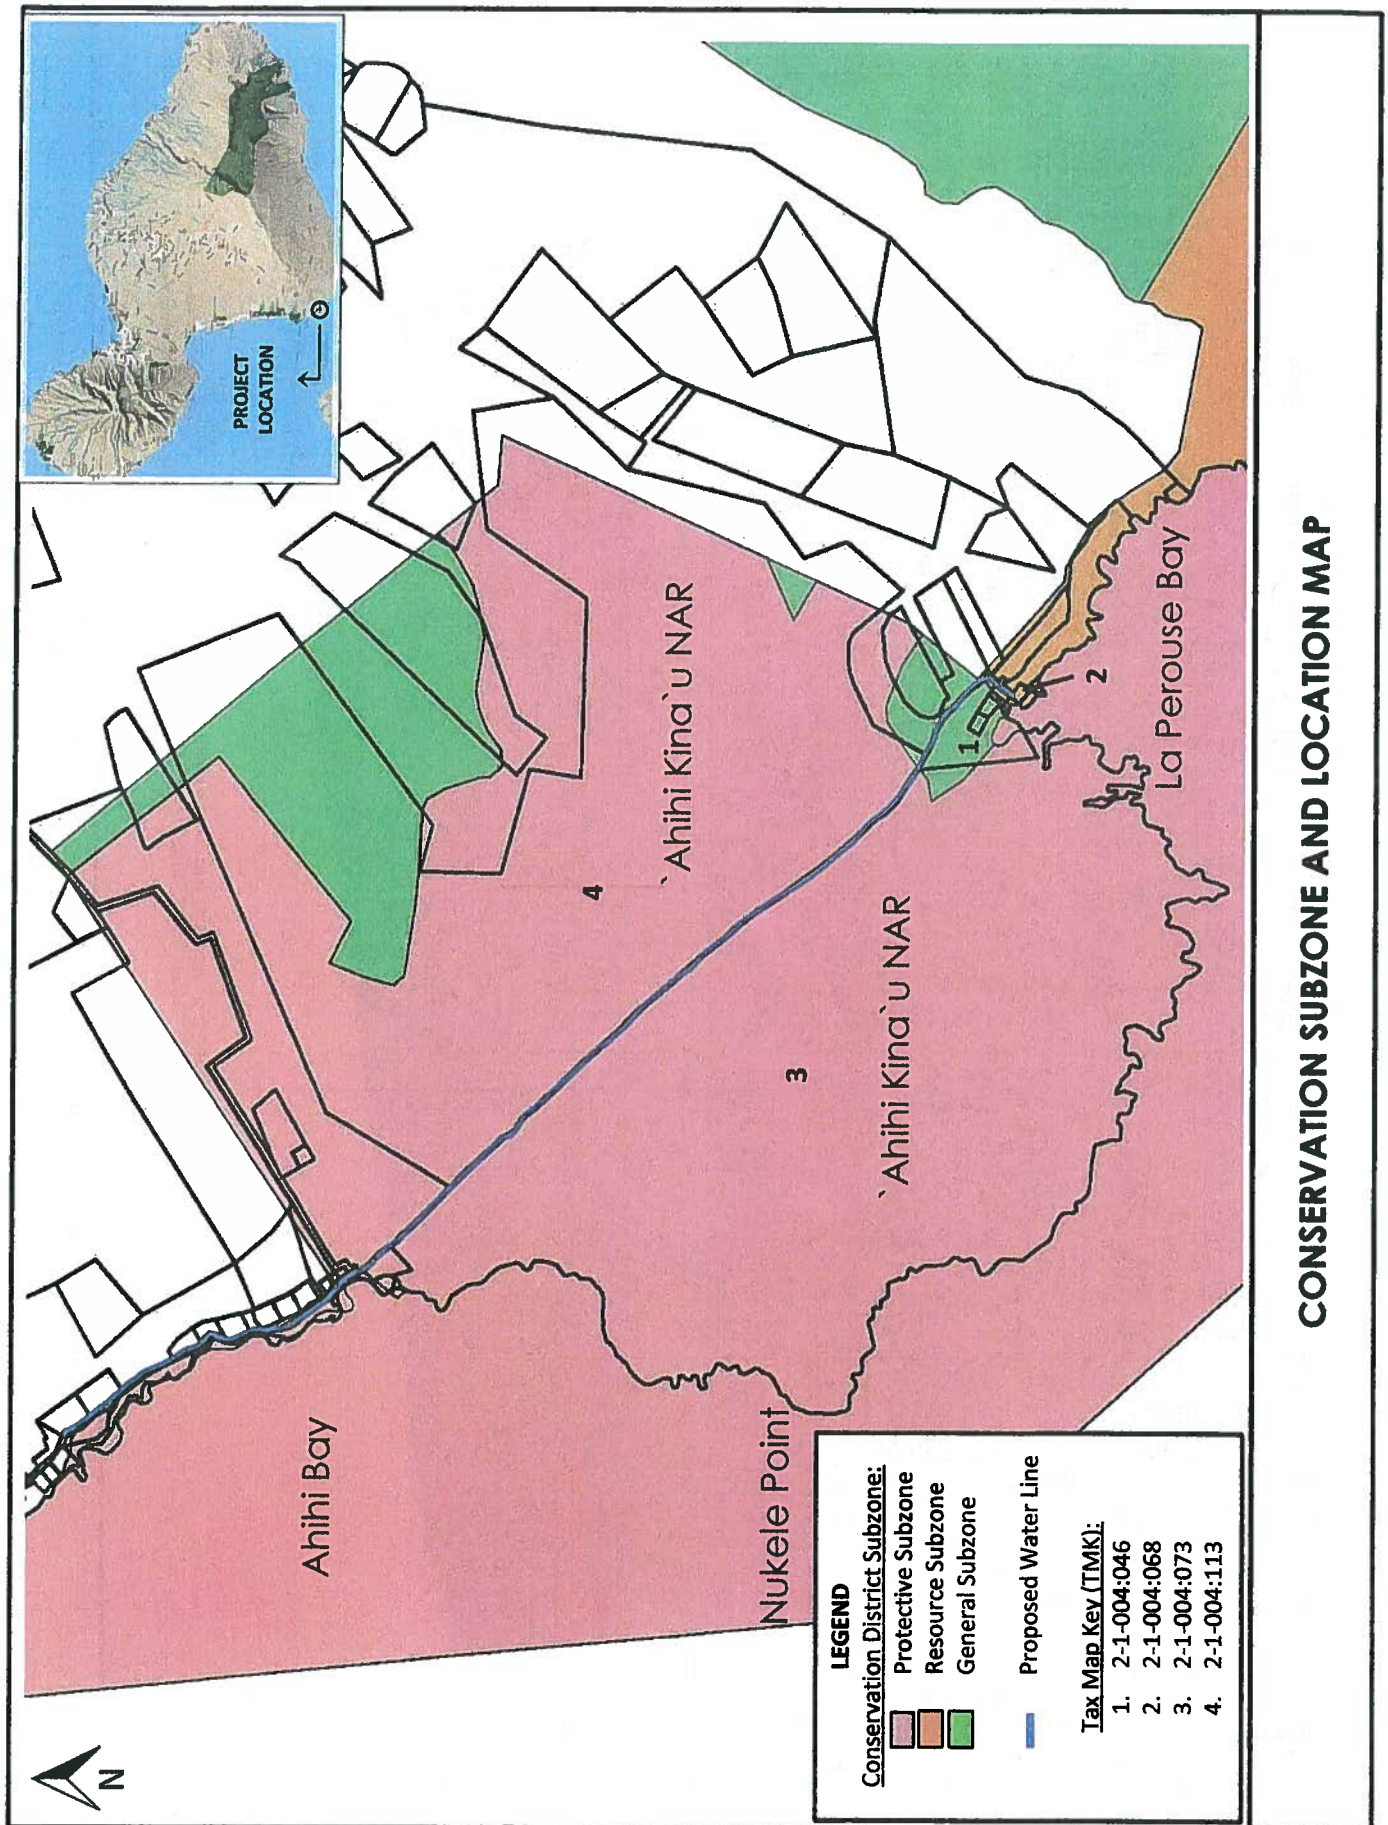 PROJECT
LOCATION
Ahihi Bay
`Ahihi Kina`u NAR
4
3
`Ahihi Kina`u NAR
1
2
La Perouse Bay
Nukele Point
N
LEGEND
Conservation District Subzone:
Protective Subzone
Resource Subzone
General Subzone
Proposed Water Line
Tax Map Key (TMK):
1. 2-1-004:046
2. 2-1-004:068
3. 2-1-004:073
4. 2-1-004:113
CONSERVATION SUBZONE AND LOCATION MAP